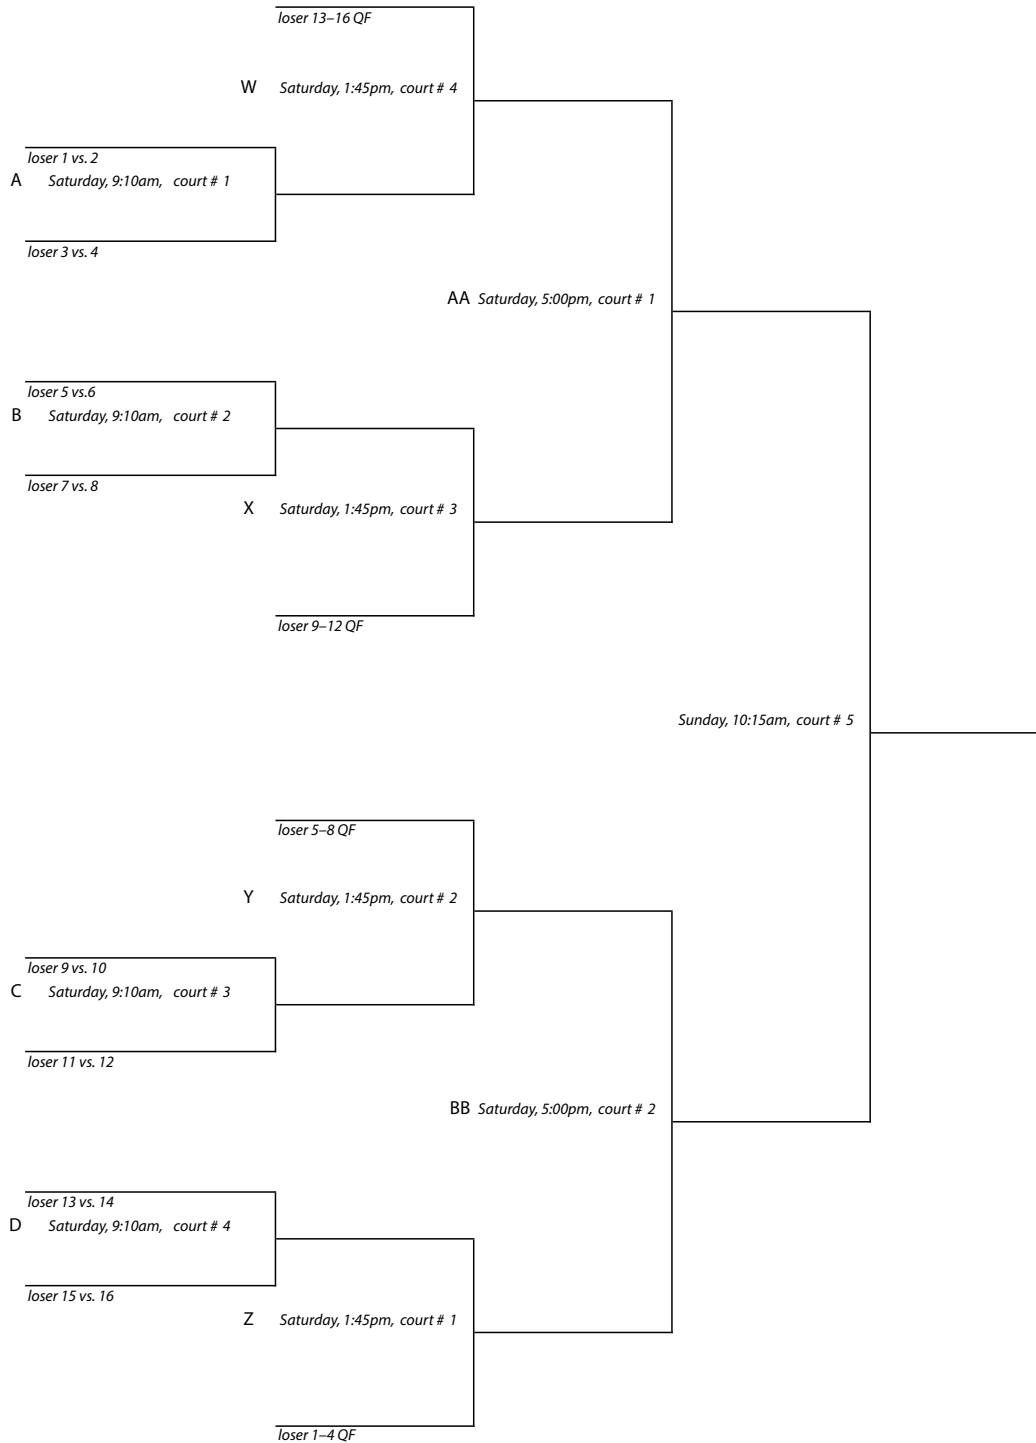 loser 13–16 QF
W Saturday, 1:45pm, court # 4
loser 1 vs. 2
A Saturday, 9:10am, court # 1
loser 3 vs. 4
AA Saturday, 5:00pm, court # 1
loser 5 vs.6
B Saturday, 9:10am, court # 2
loser 7 vs. 8
X Saturday, 1:45pm, court # 3
loser 9–12 QF
Sunday, 10:15am, court # 5
loser 5–8 QF
Y Saturday, 1:45pm, court # 2
loser 9 vs. 10
C Saturday, 9:10am, court # 3
loser 11 vs. 12
BB Saturday, 5:00pm, court # 2
loser 13 vs. 14
D Saturday, 9:10am, court # 4
loser 15 vs. 16
Z Saturday, 1:45pm, court # 1
loser 1–4 QF